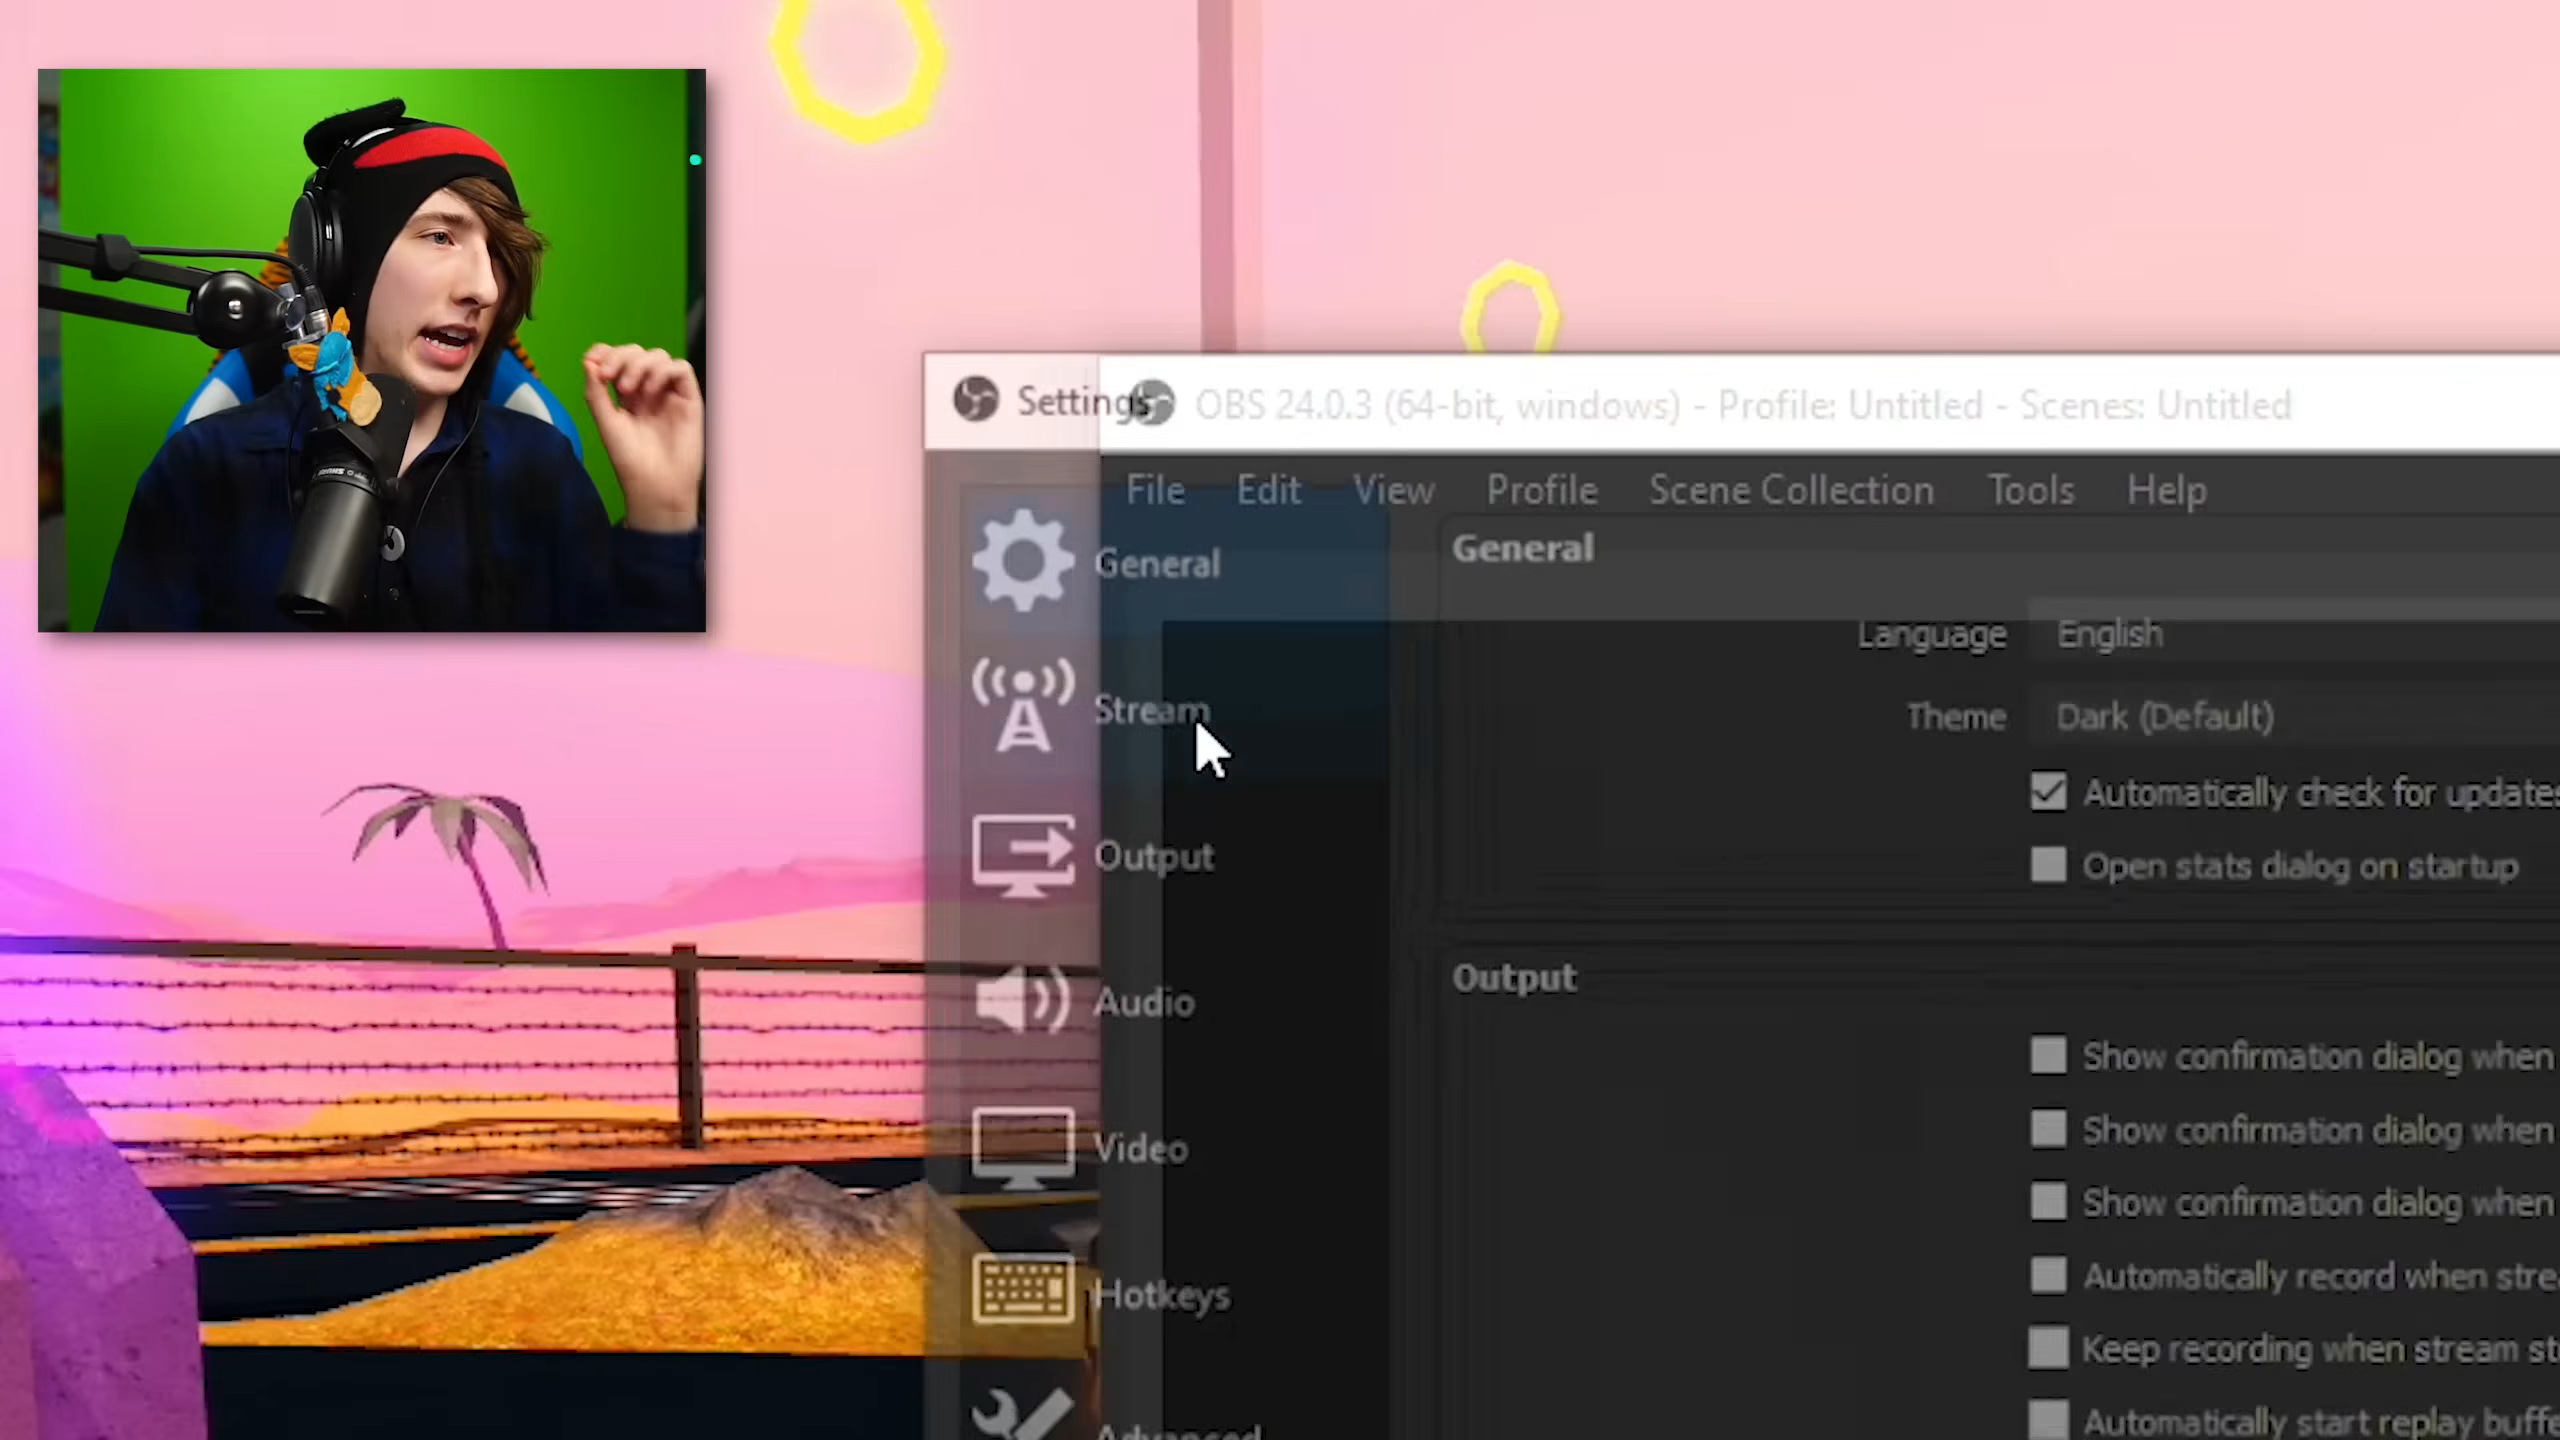 Settings
OBS 24.0.3 (64-bit, windows) - Profile: Untitled - Scenes: Untitled
File Edit View Profile Scene Collection Tools Help
General
Stream
Output
Audio
Video
Hotkeys
Advanced
General
Language English
Theme Dark (Default)
Automatically check for updates
Open stats dialog on startup
Output
Show confirmation dialog when
Show confirmation dialog when
Show confirmation dialog when
Automatically record when stre
Keep recording when stream st
Automatically start replay buffe
SHURE